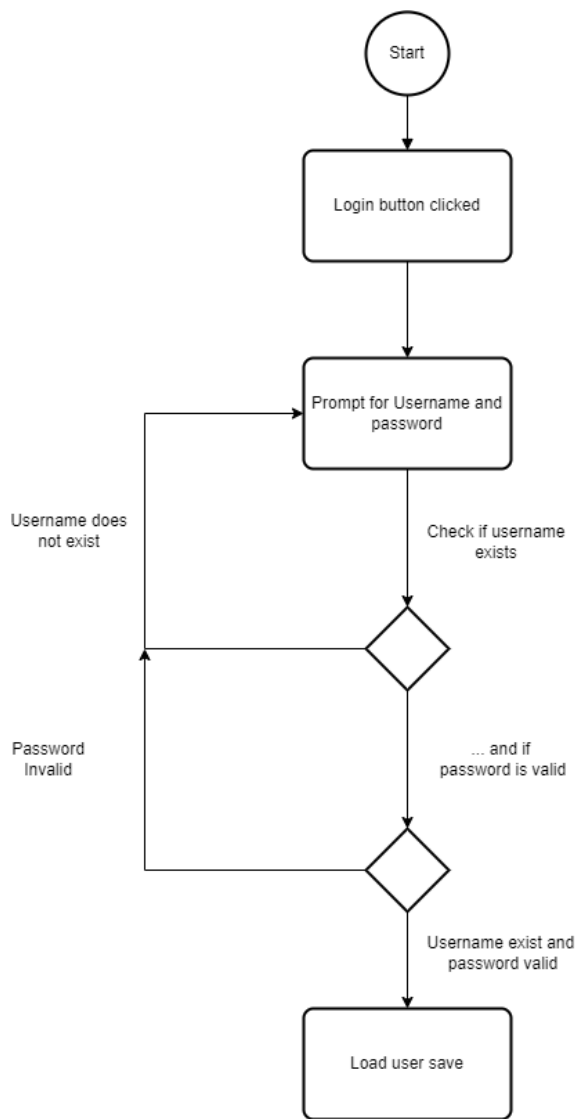 Start
Login button clicked
Prompt for Username and
password
Username does
not exist
Check if username
exists
Password
Invalid
... and if
password is valid
Username exist and
password valid
Load user save